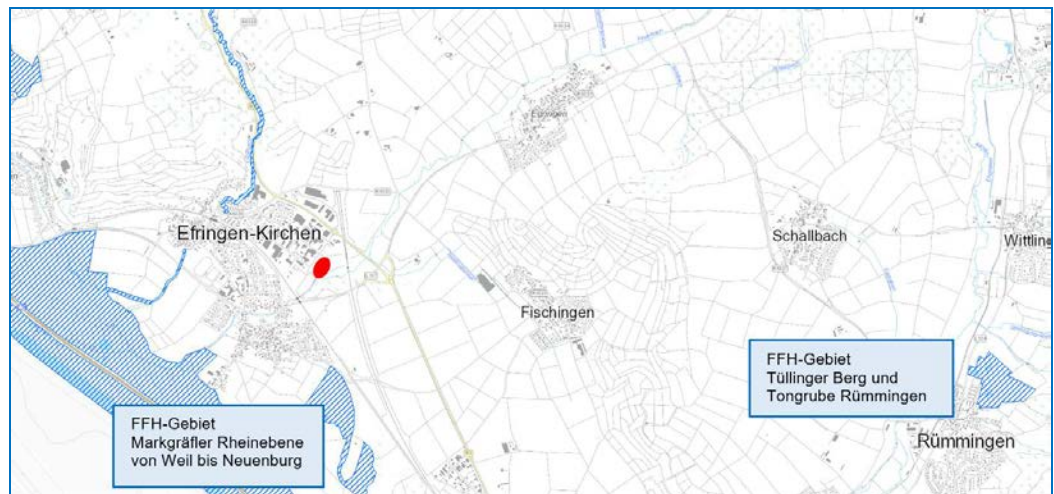 Efringen-Kirchen
Fischingen
Schallbach
Wittling
Rümmingen
FFH-Gebiet
Tüllinger Berg und
Tongrube Rümmingen
FFH-Gebiet
Markgräfler Rheinebene
von Weil bis Neuenburg